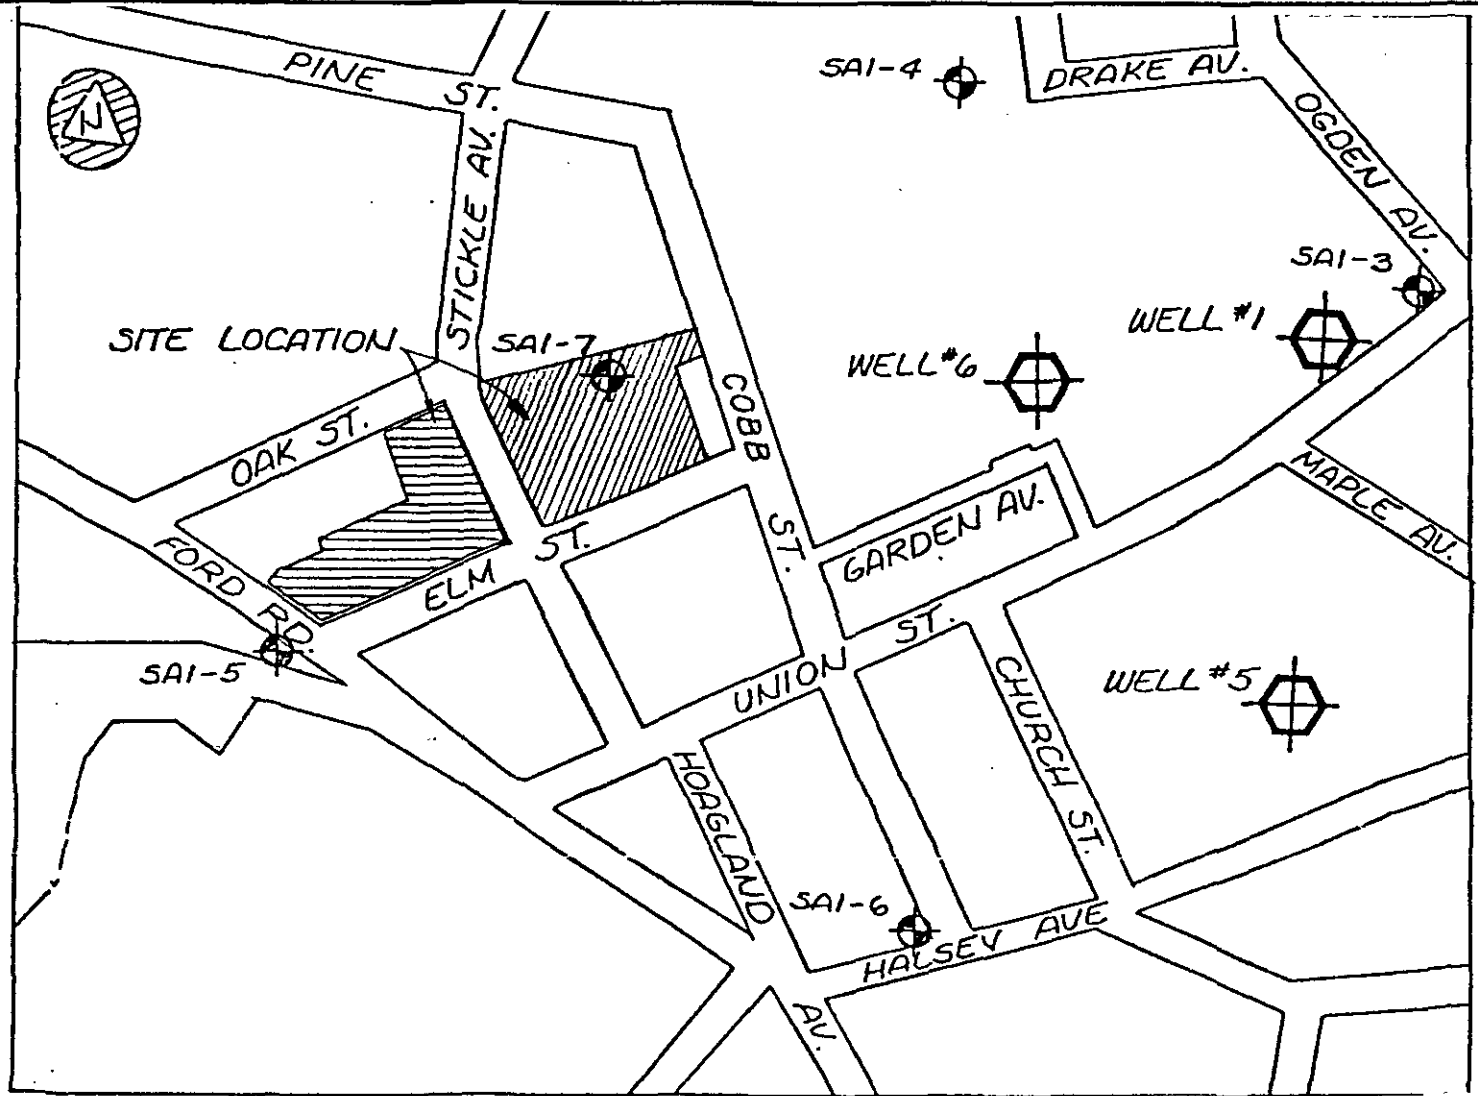 PINE ST.
SAI-4
DRAKE AV.
OGDEN AV.
N
STICKLE AV.
SAI-3
WELL #1
SITE LOCATION
SAI-7
WELL #6
COBB ST.
OAK ST.
MAPLE AV.
GARDEN AV.
FORD RD.
ELM ST.
UNION ST.
SAI-5
CHURCH ST.
WELL #5
HOAGLAND AV.
SAI-6
HALSEY AVE